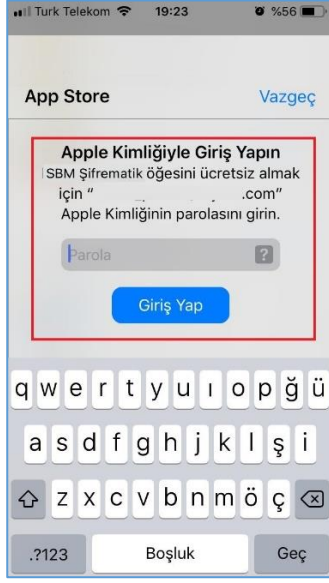 Turk Telekom 19:23 %56
App Store Vazgeç
Apple Kimliğiyle Giriş Yapın
SBM Şifrematik öğesini ücretsiz almak
için “ .com”
Apple Kimliğinin parolasını girin.
Parola ?
Giriş Yap
q w e r t y u ı o p ğ ü
a s d f g h j k l ş i
z x c v b n m ö ç
.?123 Boşluk Geç